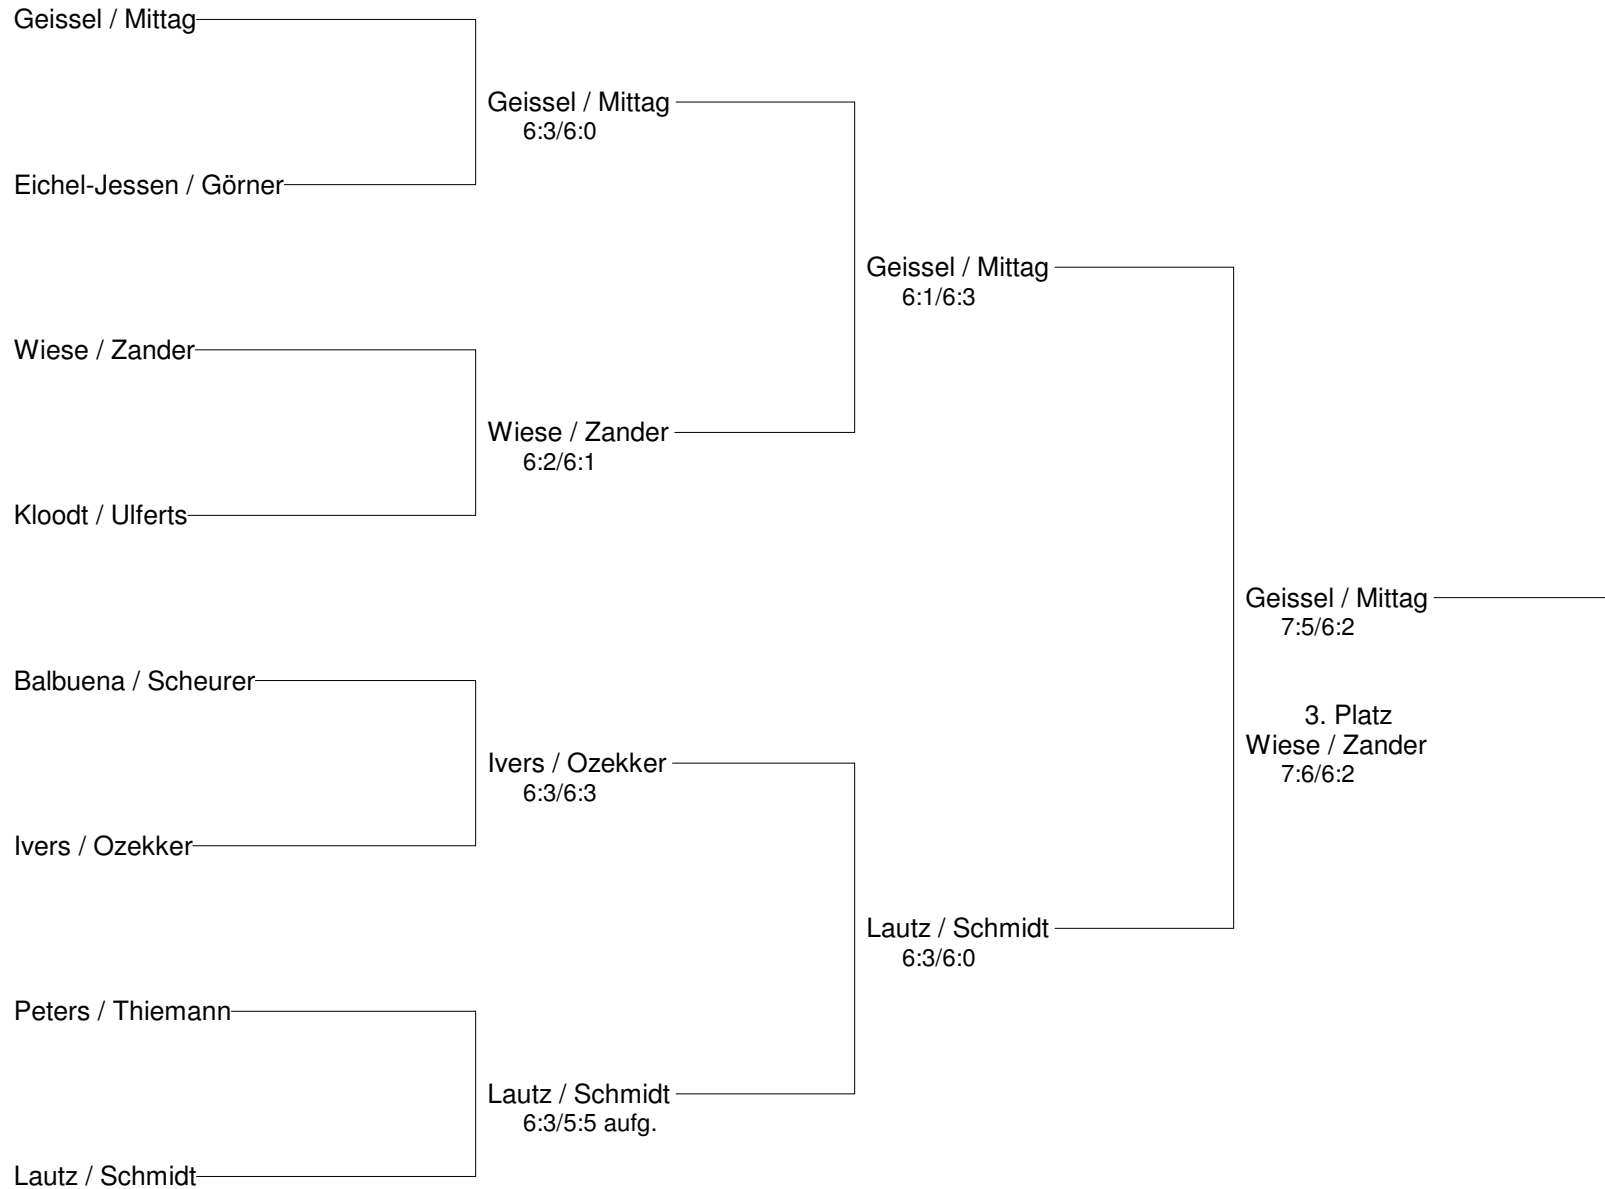 Geissel / Mittag
Geissel / Mittag
6:3/6:0
Eichel-Jessen / Görner
Geissel / Mittag
6:1/6:3
Wiese / Zander
Wiese / Zander
6:2/6:1
Kloodt / Ulferts
Geissel / Mittag
7:5/6:2
Balbuena / Scheurer
3. Platz
Wiese / Zander
7:6/6:2
Ivers / Ozekker
6:3/6:3
Ivers / Ozekker
Lautz / Schmidt
6:3/6:0
Peters / Thiemann
Lautz / Schmidt
6:3/5:5 aufg.
Lautz / Schmidt